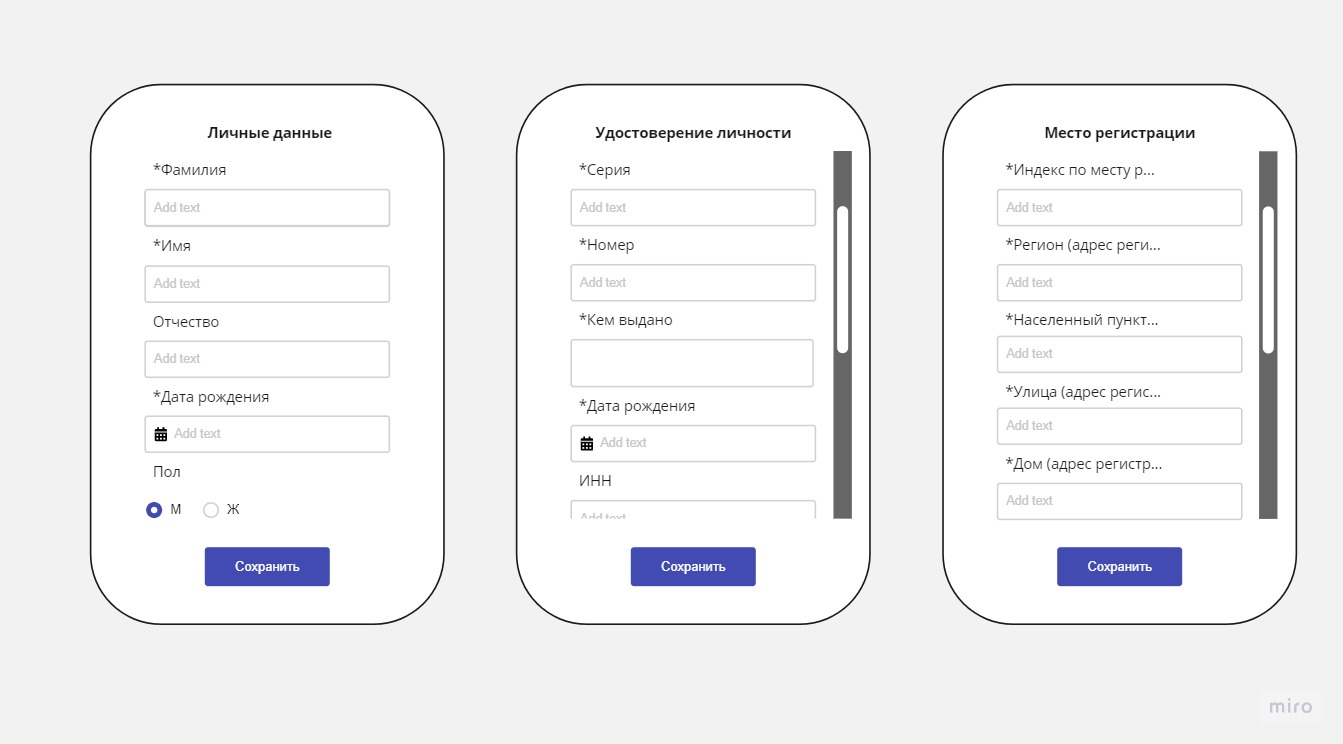 Личные данные
*Фамилия
Add text
*Имя
Add text
Отчество
Add text
*Дата рождения
Add text
Пол
М
Ж
Сохранить
Удостоверение личности
*Серия
Add text
*Номер
Add text
*Кем выдано
*Дата рождения
Add text
ИНН
Add text
Сохранить
Место регистрации
*Индекс по месту р...
Add text
*Регион (адрес реги...
Add text
*Населенный пункт...
Add text
*Улица (адрес регис...
Add text
*Дом (адрес регистр...
Add text
Сохранить
miro